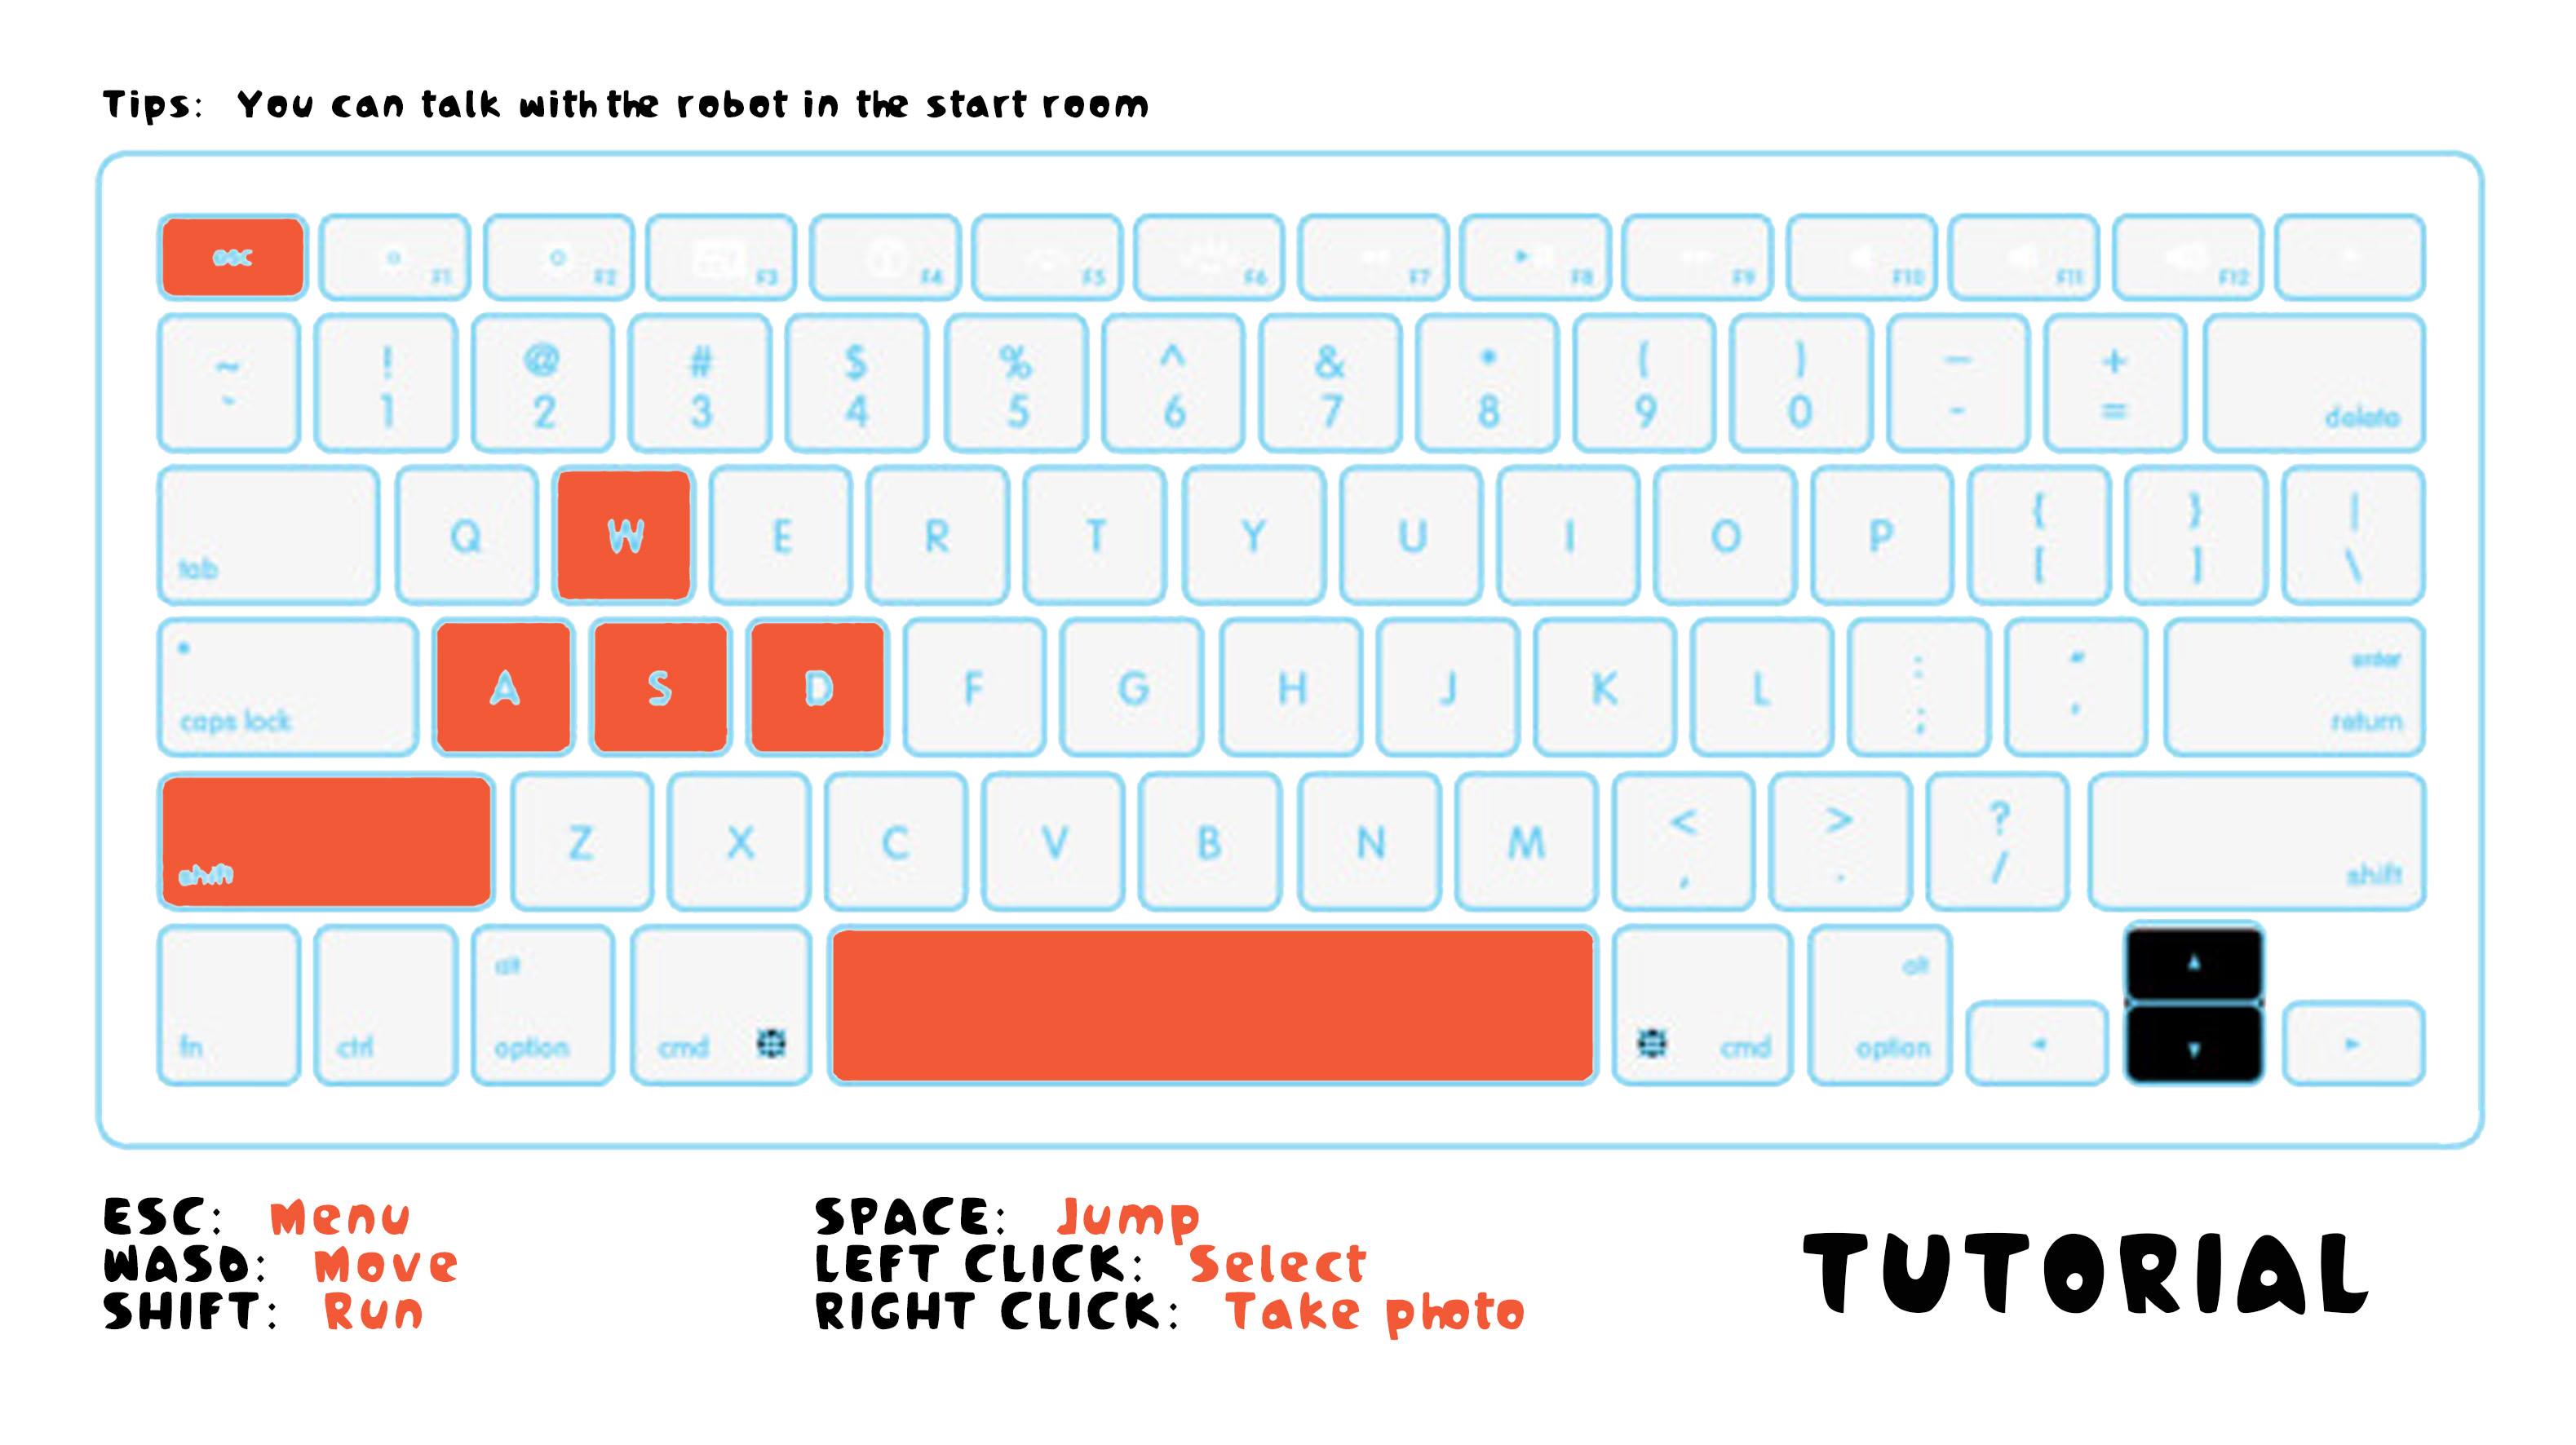 Tips: You can talk with the robot in the start room
esc F1 F2 F3 F4 F5 F6 F7 F8 F9 F10 F11 F12
~ ! @ # $ % ^ & * ( ) — +
` 1 2 3 4 5 6 7 8 9 0 - = delete
tab Q W E R T Y U I O P { } |
[ ] \
caps lock A S D F G H J K L : " enter
; ' return
shift Z X C V B N M < > ? shift
, . /
alt alt
fn ctrl option cmd cmd option ◄ ▲ ▼ ►
ESC: Menu
WASD: Move
SHIFT: Run
SPACE: Jump
LEFT CLICK: Select
RIGHT CLICK: Take photo
TUTORIAL